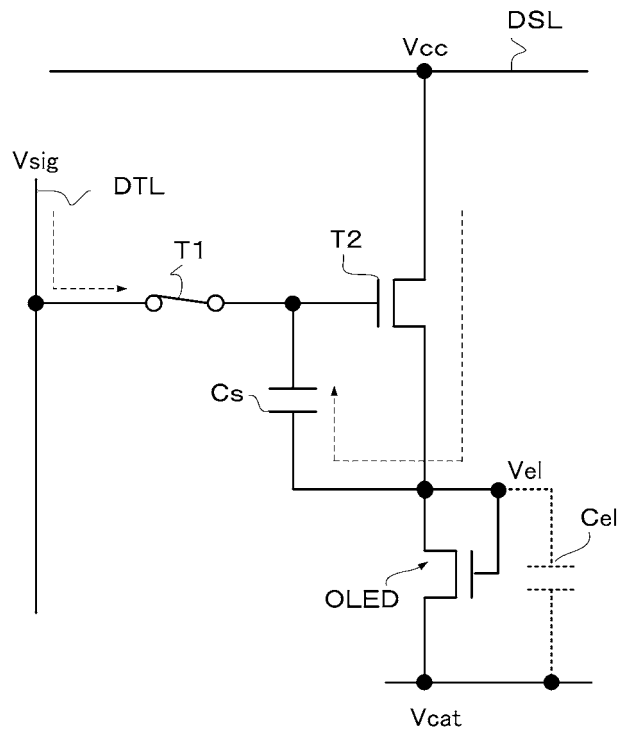 DSL
Vcc
Vsig
DTL
T1
T2
Cs
Vel
Cel
OLED
Vcat